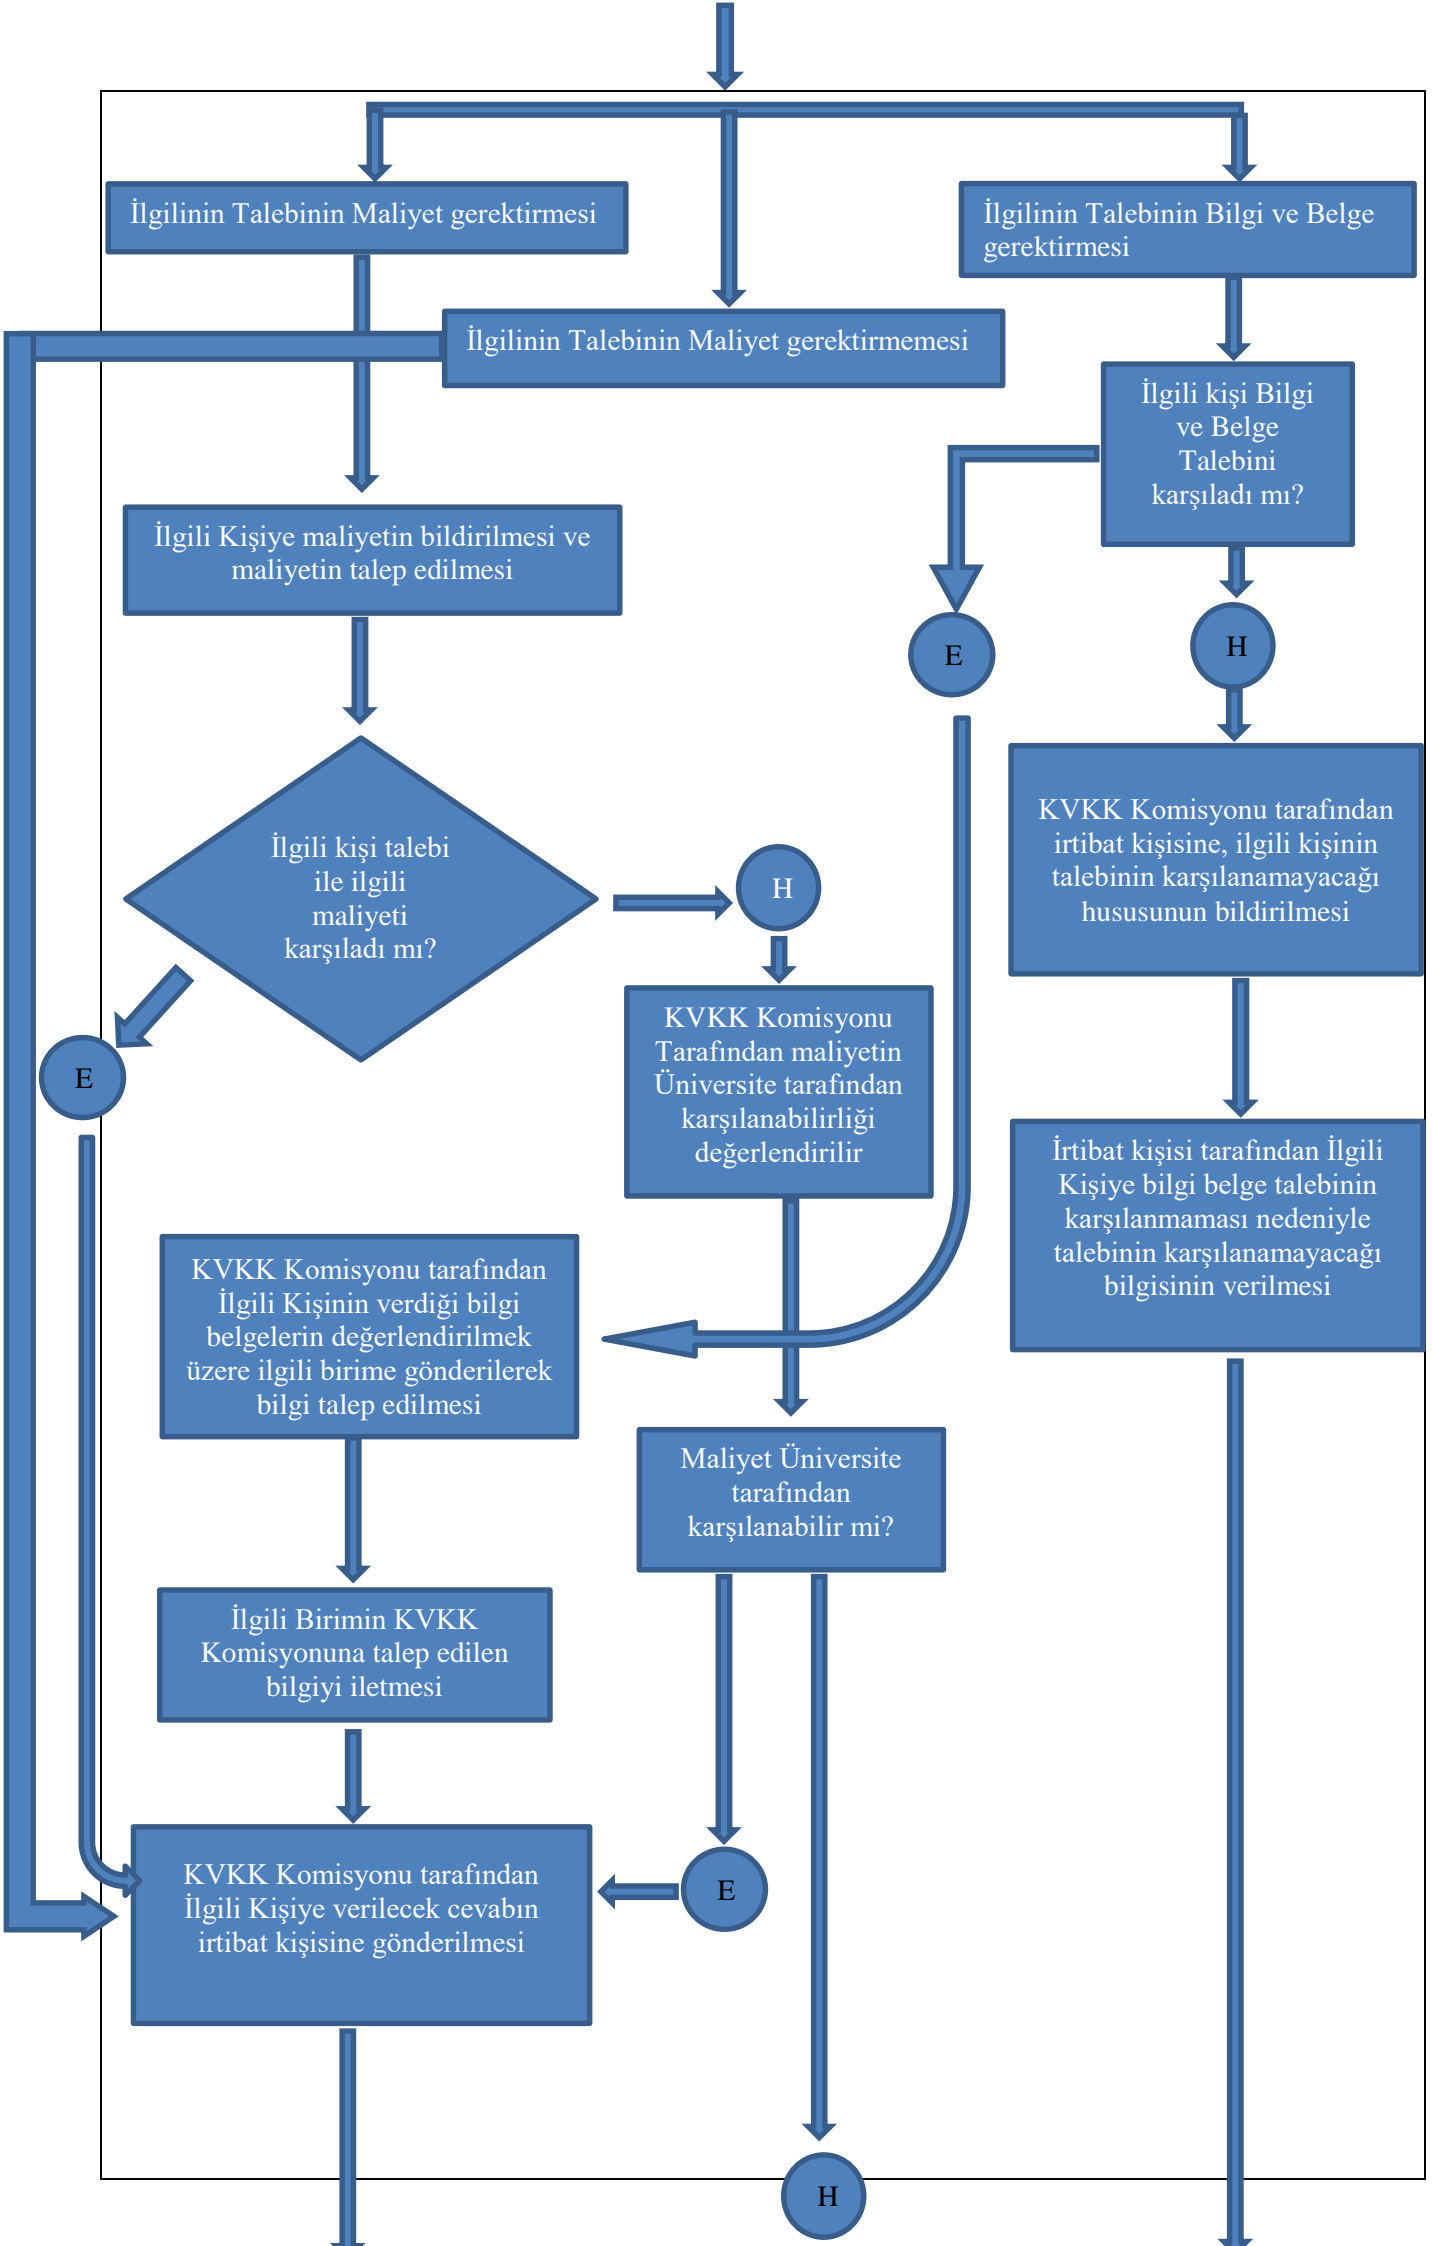 İlgilinin Talebinin Maliyet gerektirmesi
İlgilinin Talebinin Bilgi ve Belge
gerektirmesi
İlgilinin Talebinin Maliyet gerektirmemesi
İlgili kişi Bilgi
ve Belge
Talebini
karşıladı mı?
İlgili Kişiye maliyetin bildirilmesi ve
maliyetin talep edilmesi
E
H
İlgili kişi talebi
ile ilgili
maliyeti
karşıladı mı?
H
KVKK Komisyonu tarafından
irtibat kişisine, ilgili kişinin
talebinin karşılanamayacağı
hususunun bildirilmesi
E
KVKK Komisyonu
Tarafından maliyetin
Üniversite tarafından
karşılanabilirliği
değerlendirilir
İrtibat kişisi tarafından İlgili
Kişiye bilgi belge talebinin
karşılanmaması nedeniyle
talebinin karşılanamayacağı
bilgisinin verilmesi
KVKK Komisyonu tarafından
İlgili Kişinin verdiği bilgi
belgelerin değerlendirilmek
üzere ilgili birime gönderilerek
bilgi talep edilmesi
Maliyet Üniversite
tarafından
karşılanabilir mi?
İlgili Birimin KVKK
Komisyonuna talep edilen
bilgiyi iletmesi
KVKK Komisyonu tarafından
İlgili Kişiye verilecek cevabın
irtibat kişisine gönderilmesi
E
H